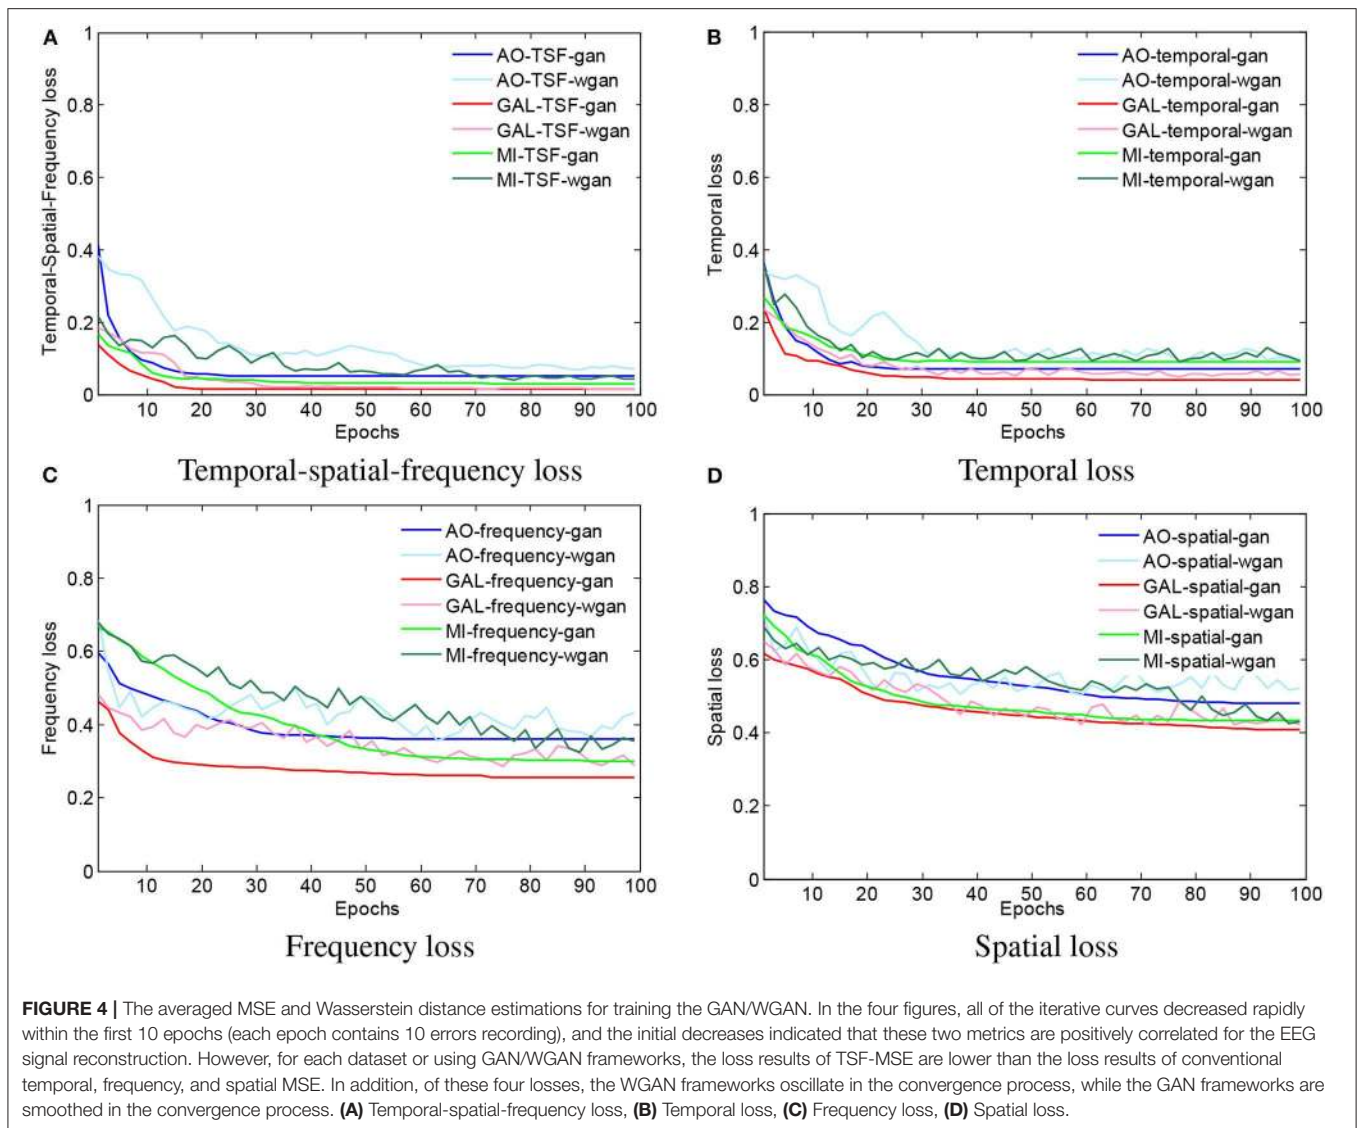 A
Temporal-Spatial-Frequency loss
1
0.8
0.6
0.4
0.2
0
AO-TSF-gan
AO-TSF-wgan
GAL-TSF-gan
GAL-TSF-wgan
MI-TSF-gan
MI-TSF-wgan
10 20 30 40 50 60 70 80 90 100
Epochs
Temporal-spatial-frequency loss
B
Temporal loss
1
0.8
0.6
0.4
0.2
0
AO-temporal-gan
AO-temporal-wgan
GAL-temporal-gan
GAL-temporal-wgan
MI-temporal-gan
MI-temporal-wgan
10 20 30 40 50 60 70 80 90 100
Epochs
Temporal loss
C
Frequency loss
1
0.8
0.6
0.4
0.2
0
AO-frequency-gan
AO-frequency-wgan
GAL-frequency-gan
GAL-frequency-wgan
MI-frequency-gan
MI-frequency-wgan
10 20 30 40 50 60 70 80 90 100
Epochs
Frequency loss
D
Spatial loss
1
0.8
0.6
0.4
0.2
0
AO-spatial-gan
AO-spatial-wgan
GAL-spatial-gan
GAL-spatial-wgan
MI-spatial-gan
MI-spatial-wgan
10 20 30 40 50 60 70 80 90 100
Epochs
Spatial loss
FIGURE 4 | The averaged MSE and Wasserstein distance estimations for training the GAN/WGAN. In the four figures, all of the iterative curves decreased rapidly
within the first 10 epochs (each epoch contains 10 errors recording), and the initial decreases indicated that these two metrics are positively correlated for the EEG
signal reconstruction. However, for each dataset or using GAN/WGAN frameworks, the loss results of TSF-MSE are lower than the loss results of conventional
temporal, frequency, and spatial MSE. In addition, of these four losses, the WGAN frameworks oscillate in the convergence process, while the GAN frameworks are
smoothed in the convergence process. (A) Temporal-spatial-frequency loss, (B) Temporal loss, (C) Frequency loss, (D) Spatial loss.